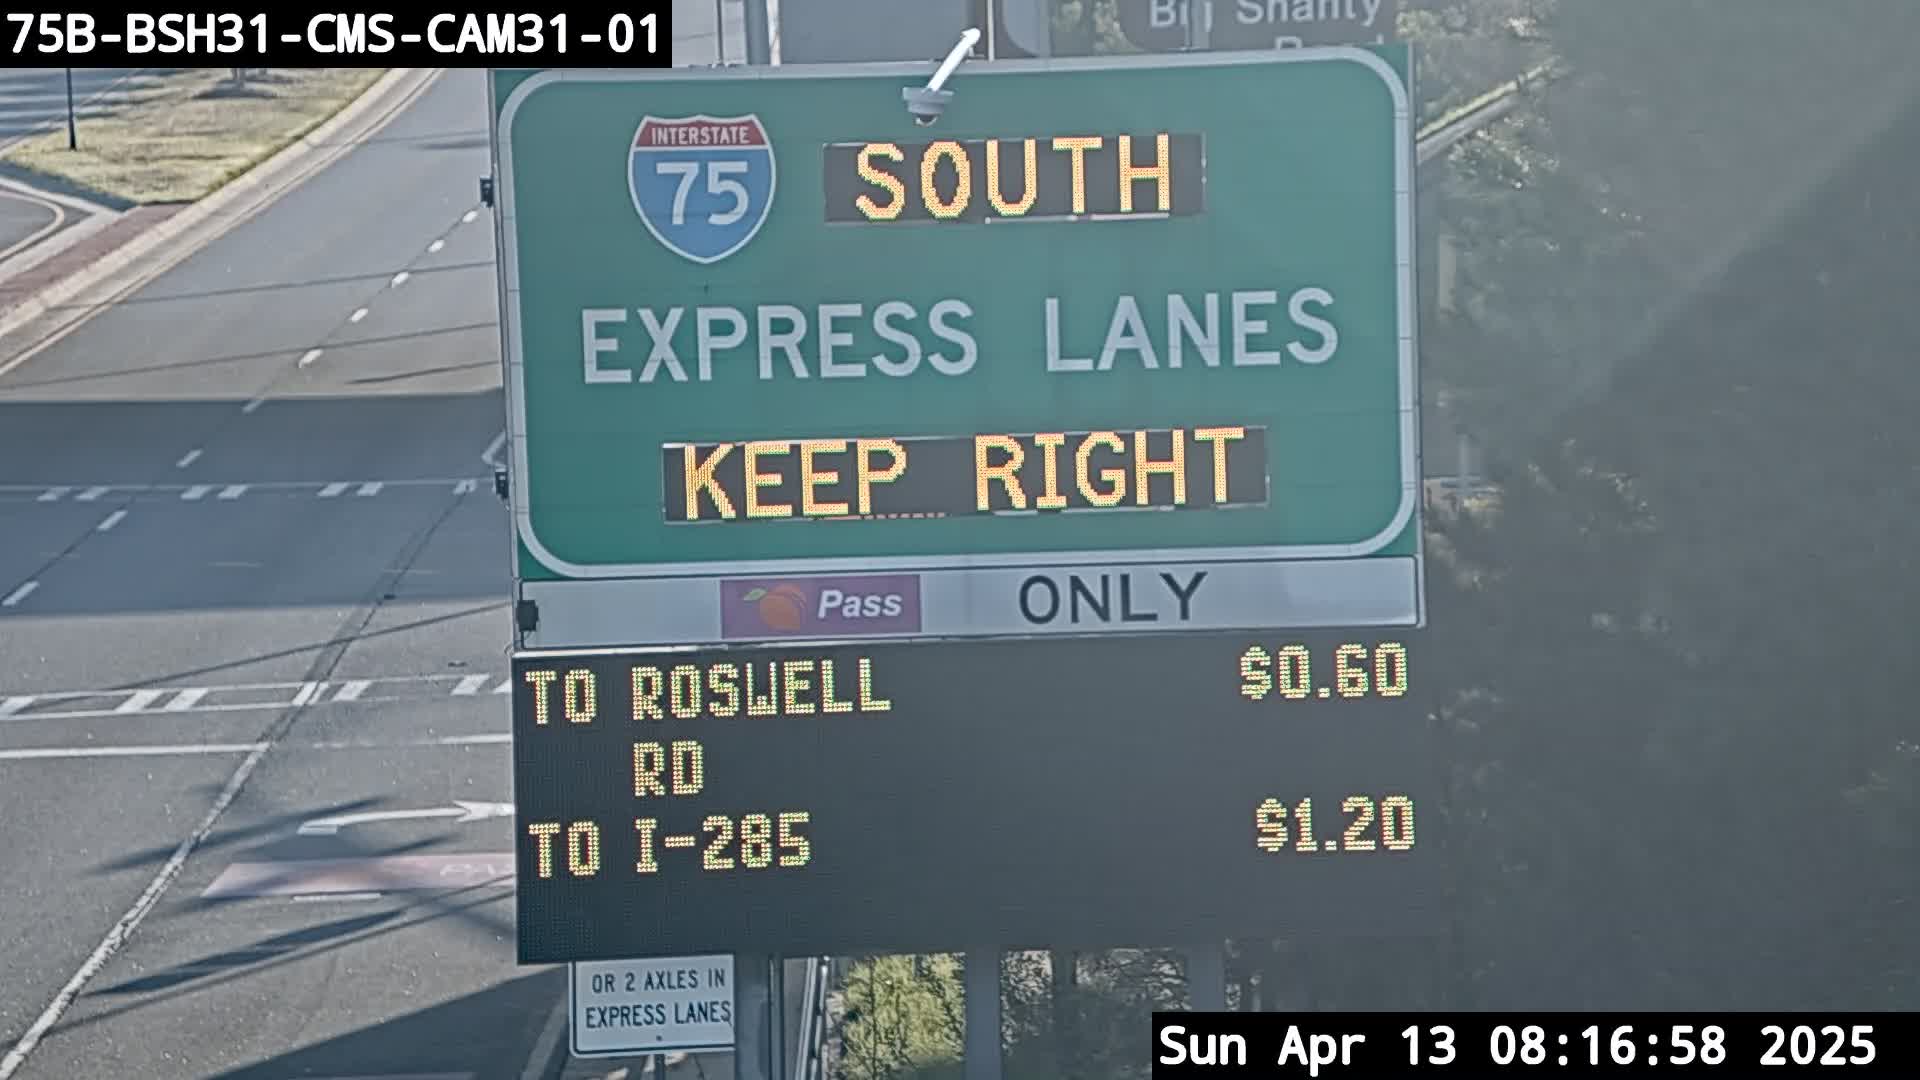 75B-BSH31-CMS-CAM31-01
Big Shanty
INTERSTATE
75
SOUTH
EXPRESS LANES
KEEP RIGHT
Pass
ONLY
TO ROSWELL $0.60
RD
TO I-285 $1.20
OR 2 AXLES IN
EXPRESS LANES
Sun Apr 13 08:16:58 2025